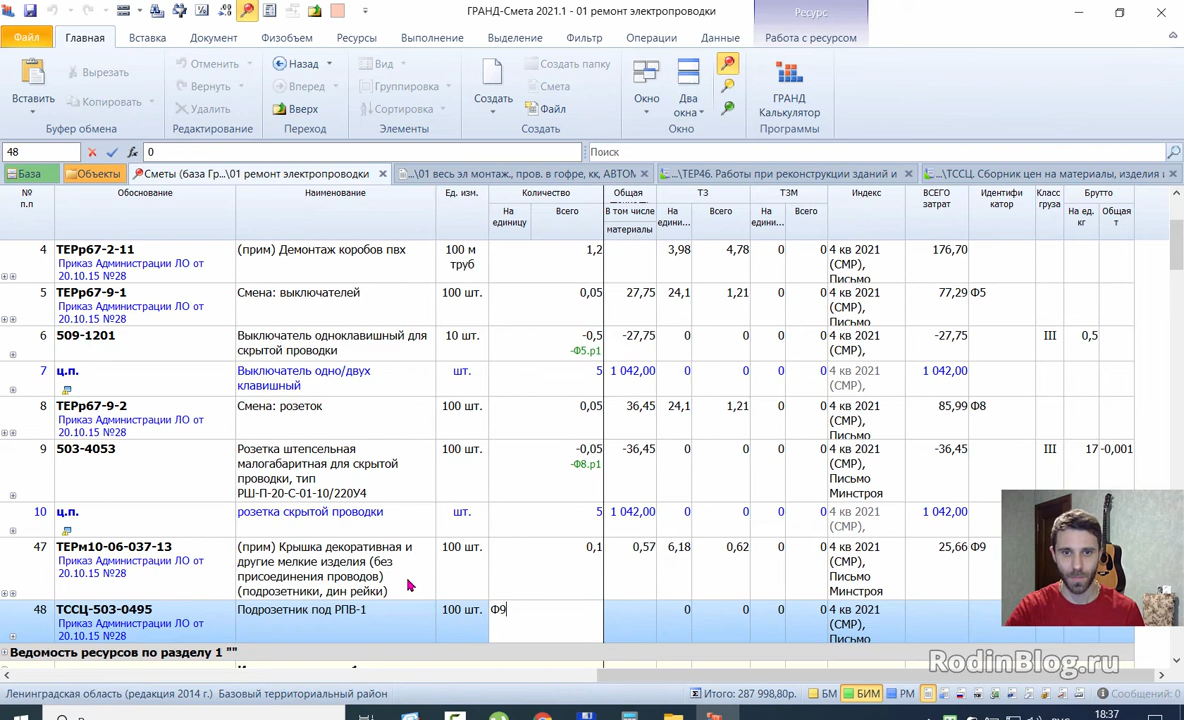 ГРАНД-Смета 2021.1 - 01 ремонт электропроводки
Ресурс
Файл
Главная
Вставка
Документ
Физобъем
Ресурсы
Выполнение
Выделение
Фильтр
Операции
Данные
Работа с ресурсом
Вставить
Вырезать
Копировать
Буфер обмена
Отменить
Вернуть
Удалить
Редактирование
Назад
Вперед
Вверх
Переход
Вид
Группировка
Сортировка
Элементы
Создать
Создать папку
Смета
Файл
Создать
Окно
Два
окна
Окно
ГРАНД
Калькулятор
Программы
48
0
Поиск
База
Объекты
Сметы (база Гр...\01 ремонт электропроводки
...\01 весь эл монтаж., пров. в гофре, кк, АВТОМ
...\ТЕР46. Работы при реконструкции зданий и
...\ТССЦ. Сборник цен на материалы, изделия и
№
п.п
Обоснование
Наименование
Ед. изм.
Количество
На
единицу
Всего
Общая
В том числе
материалы
ТЗ
На
едини...
Всего
ТЗМ
На
едини...
Всего
Индекс
ВСЕГО
затрат
Идентифи
катор
Класс
груза
Брутто
На ед.
кг
Общая
т
4 ТЕРр67-2-11 (прим) Демонтаж коробов пвх 100 м 1,2 3,98 4,78 0 0 4 кв 2021 176,70
Приказ Администрации ЛО от труб (СМР),
20.10.15 №28 Письмо
5 ТЕРр67-9-1 Смена: выключателей 100 шт. 0,05 27,75 24,1 1,21 0 0 4 кв 2021 77,29 Ф5
Приказ Администрации ЛО от (СМР),
20.10.15 №28 Письмо
6 509-1201 Выключатель одноклавишный для 10 шт. -0,5 -27,75 0 0 0 0 4 кв 2021 -27,75 III 0,5
скрытой проводки -Ф5.р1 (СМР),
7 ц.п. Выключатель одно/двух шт. 5 1 042,00 0 0 0 0 4 кв 2021 1 042,00
клавишный (СМР),
8 ТЕРр67-9-2 Смена: розеток 100 шт. 0,05 36,45 24,1 1,21 0 0 4 кв 2021 85,99 Ф8
Приказ Администрации ЛО от (СМР),
20.10.15 №28 Письмо
9 503-4053 Розетка штепсельная 100 шт. -0,05 -36,45 0 0 0 0 4 кв 2021 -36,45 III 17 -0,001
малогабаритная для скрытой -Ф8.р1 (СМР),
проводки, тип Письмо
РШ-П-20-С-01-10/220У4 Минстроя
10 ц.п. розетка скрытой проводки шт. 5 1 042,00 0 0 0 0 4 кв 2021 1 042,00
(СМР),
47 ТЕРм10-06-037-13 (прим) Крышка декоративная и 100 шт. 0,1 0,57 6,18 0,62 0 0 4 кв 2021 25,66 Ф9
Приказ Администрации ЛО от другие мелкие изделия (без (СМР),
20.10.15 №28 присоединения проводов) Письмо
(подрозетники, дин рейки) Минстроя
48 ТССЦ-503-0495 Подрозетник под РПВ-1 100 шт. Ф9 0 0 0 0 4 кв 2021
Приказ Администрации ЛО от (СМР),
20.10.15 №28 Письмо
Ведомость ресурсов по разделу 1 ""
RodinBlog.ru
Ленинградская область (редакция 2014 г.) Базовый территориальный район
Итого: 287 998,80р.
БМ
БИМ
РМ
Сообщений: 0
18:37